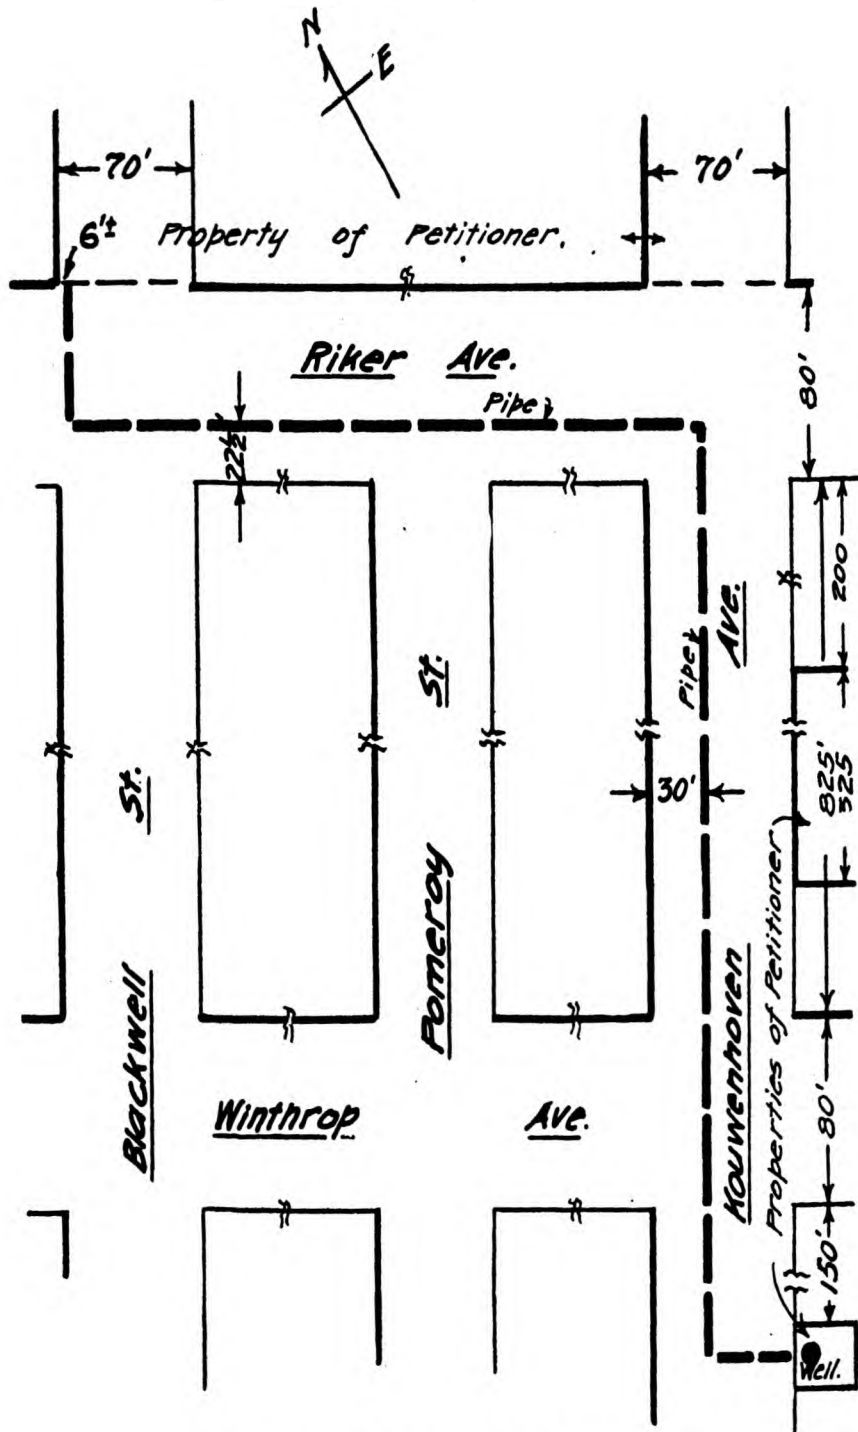 N
E
70'
70'
6'±
Property of Petitioner.
Riker Ave.
Pipe
22½'
80'
200
825'
525
Pipe
AVE.
St.
St.
30'
Pomeroy
Blackwell
Kouwenhoven
Properties of Petitioner
Winthrop Ave.
80'
150'
Well.